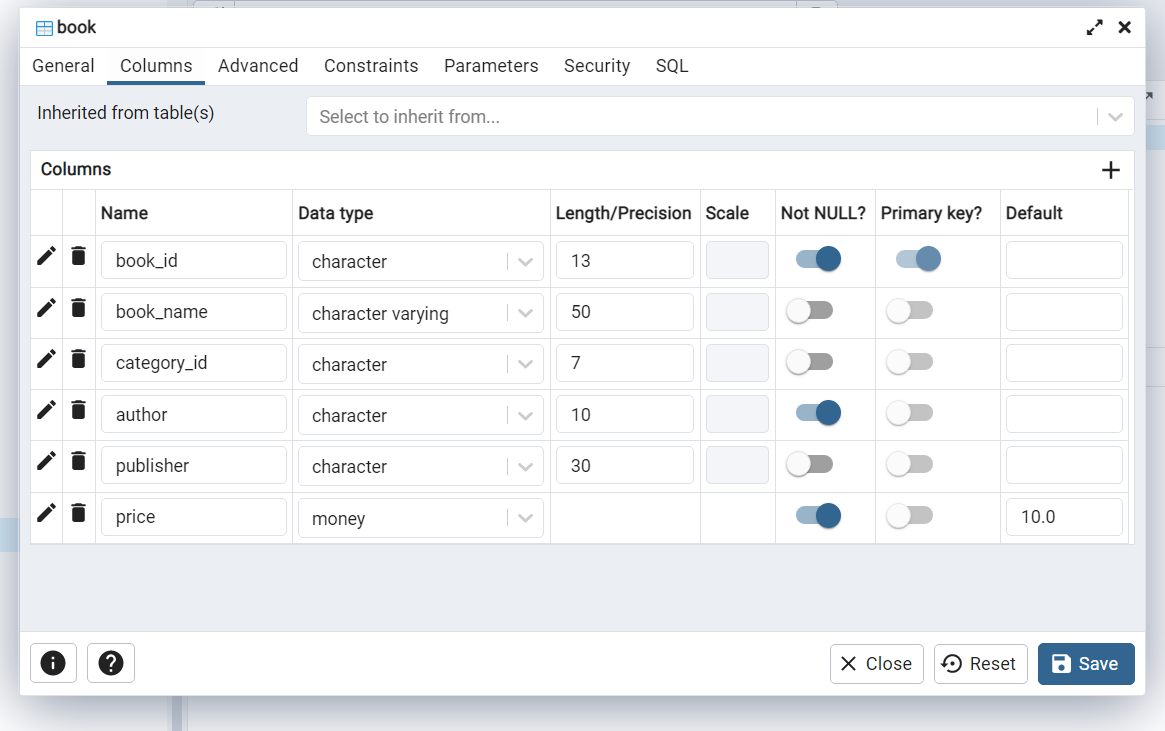 book
General Columns Advanced Constraints Parameters Security SQL
Inherited from table(s) Select to inherit from...
Columns
Name Data type Length/Precision Scale Not NULL? Primary key? Default
book_id character 13
book_name character varying 50
category_id character 7
author character 10
publisher character 30
price money 10.0
Close Reset Save